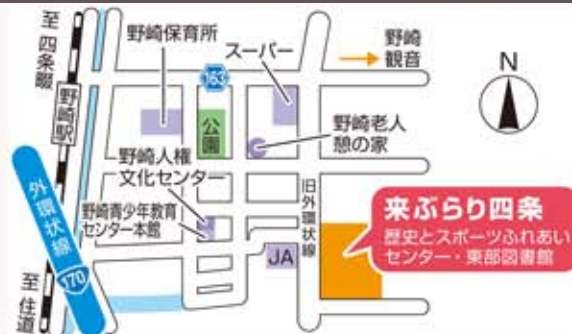 至 四条畷
野崎駅
外環状線
170
至 住道
野崎保育所
163
スーパー
野崎
観音
N
公園
野崎老人
憩の家
野崎人権
文化センター
野崎青少年教育
センター本館
旧外環状線
JA
来ぶらり四条
歴史とスポーツふれあい
センター・東部図書館